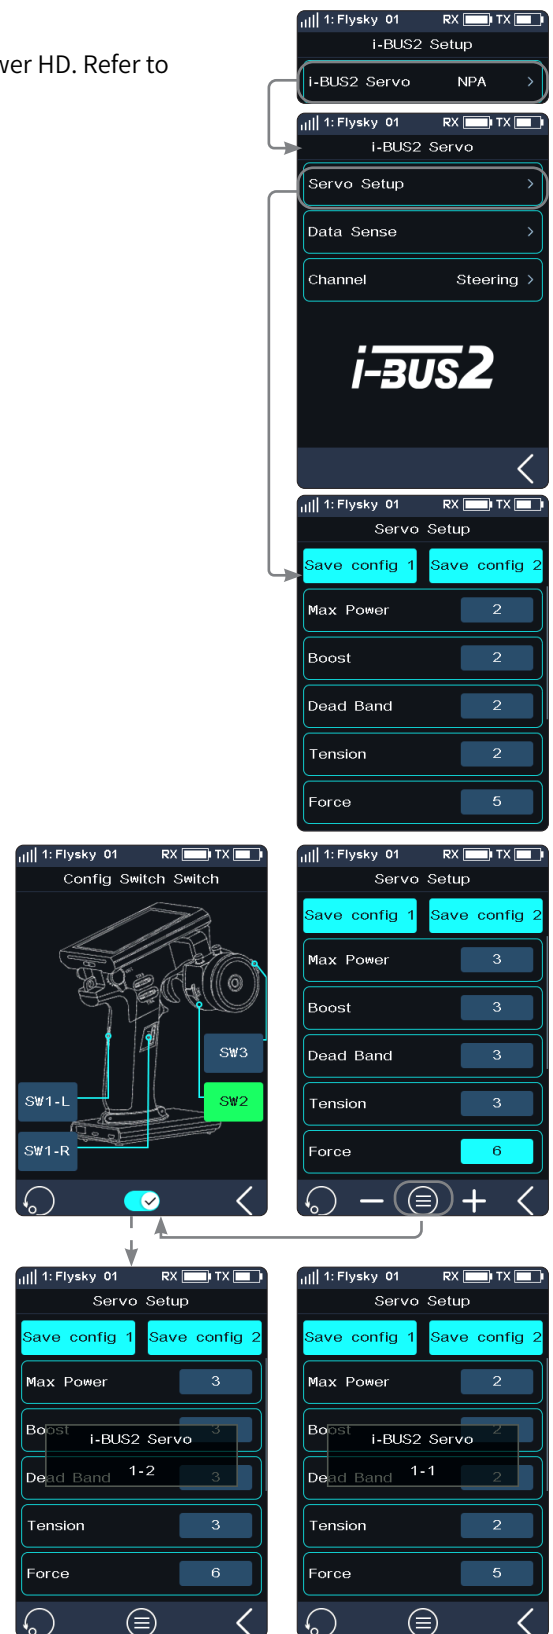 wer HD. Refer to
1: Flysky 01 RX TX
i-BUS2 Setup
i-BUS2 Servo NPA >
1: Flysky 01 RX TX
i-BUS2 Servo
Servo Setup >
Data Sense >
Channel Steering >
i-BUS2
1: Flysky 01 RX TX
Servo Setup
Save config 1 Save config 2
Max Power 2
Boost 2
Dead Band 2
Tension 2
Force 5
1: Flysky 01 RX TX
Config Switch Switch
SW3
SW1-L SW2
SW1-R
1: Flysky 01 RX TX
Servo Setup
Save config 1 Save config 2
Max Power 3
Boost 3
Dead Band 3
Tension 3
Force 6
1: Flysky 01 RX TX
Servo Setup
Save config 1 Save config 2
Max Power 3
Boost 3
i-BUS2 Servo
1-2
Dead Band 3
Tension 3
Force 6
1: Flysky 01 RX TX
Servo Setup
Save config 1 Save config 2
Max Power 2
Boost 2
i-BUS2 Servo
1-1
Dead Band 2
Tension 2
Force 5